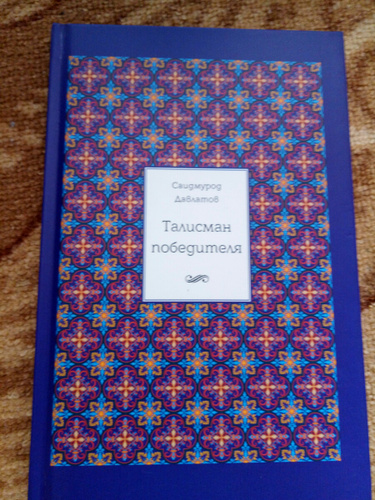 Саидмурод
Давлатов
Талисман
победителя